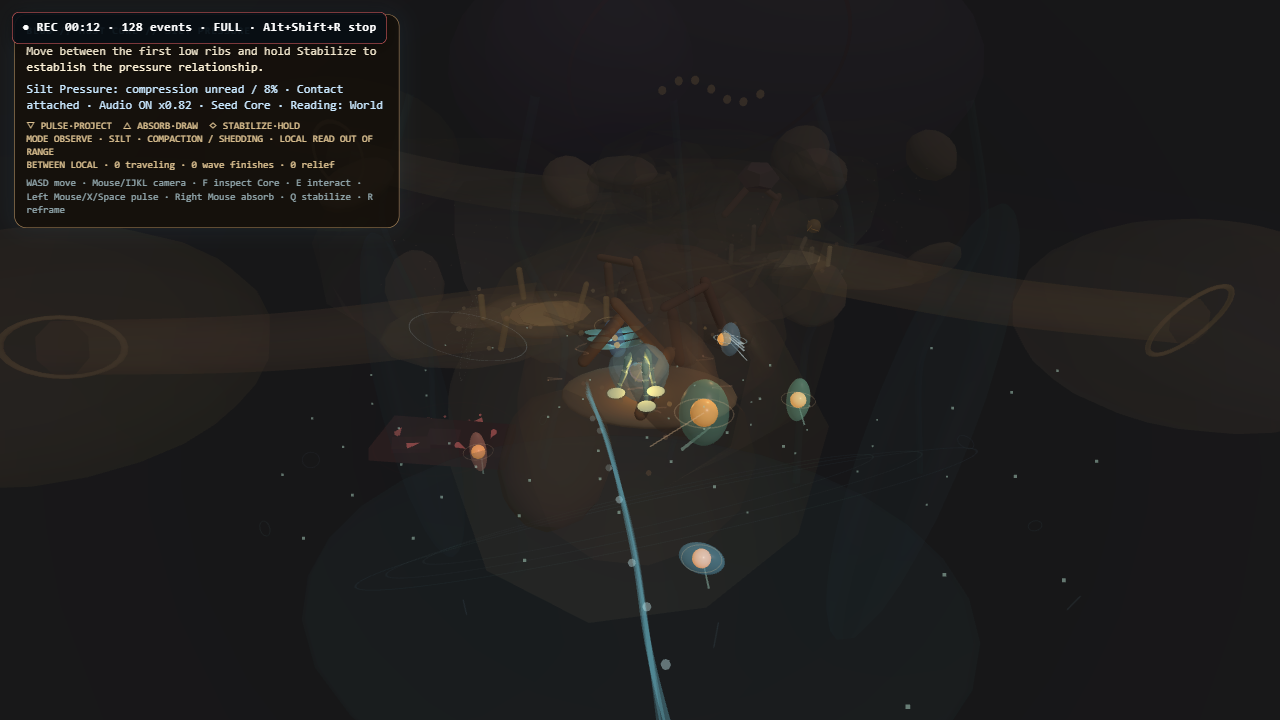 ● REC 00:12 · 128 events · FULL · Alt+Shift+R stop
Move between the first low ribs and hold Stabilize to
establish the pressure relationship.
Silt Pressure: compression unread / 8% · Contact
attached · Audio ON x0.82 · Seed Core · Reading: World
▽ PULSE·PROJECT △ ABSORB·DRAW ◇ STABILIZE·HOLD
MODE OBSERVE · SILT · COMPACTION / SHEDDING · LOCAL READ OUT OF
RANGE
BETWEEN LOCAL · 0 traveling · 0 wave finishes · 0 relief
WASD move · Mouse/IJKL camera · F inspect Core · E interact ·
Left Mouse/X/Space pulse · Right Mouse absorb · Q stabilize · R
reframe